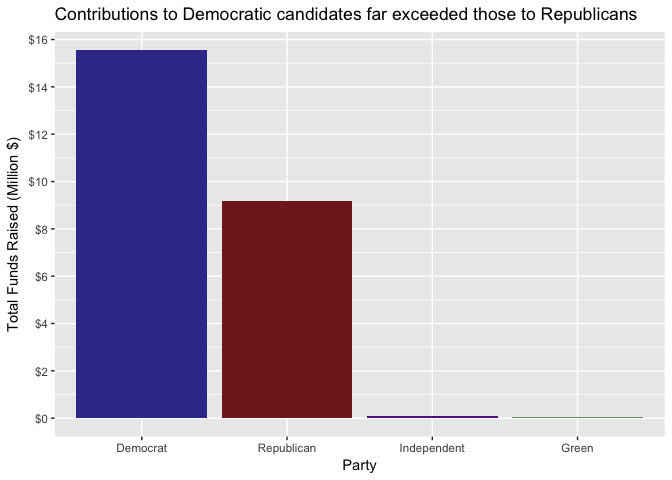 Contributions to Democratic candidates far exceeded those to Republicans
Total Funds Raised (Million $)
$16
$14
$12
$10
$8
$6
$4
$2
$0
Democrat Republican Independent Green
Party